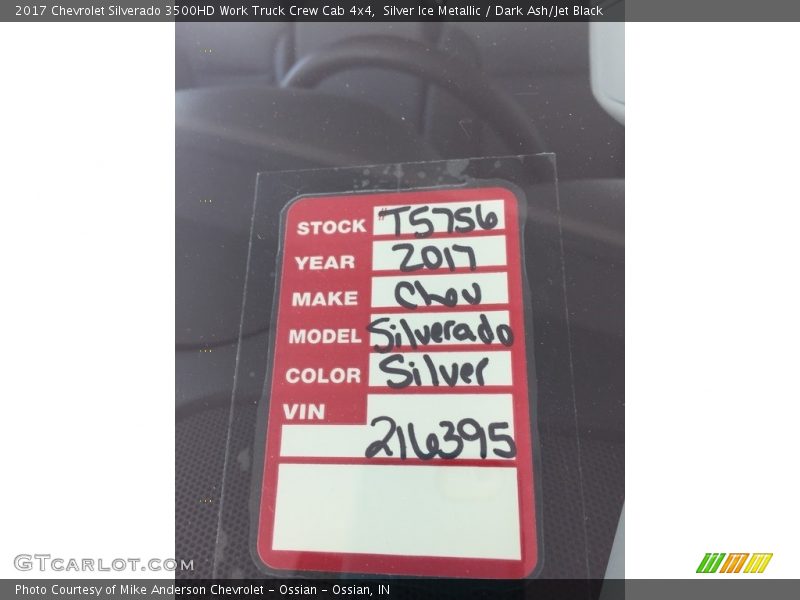 2017 Chevrolet Silverado 3500HD Work Truck Crew Cab 4x4,  Silver Ice Metallic / Dark Ash/Jet Black
STOCK #T5756
YEAR 2017
MAKE Chev
MODEL Silverado
COLOR Silver
VIN
216395
GTCARLOT.COM
Photo Courtesy of Mike Anderson Chevrolet - Ossian - Ossian, IN